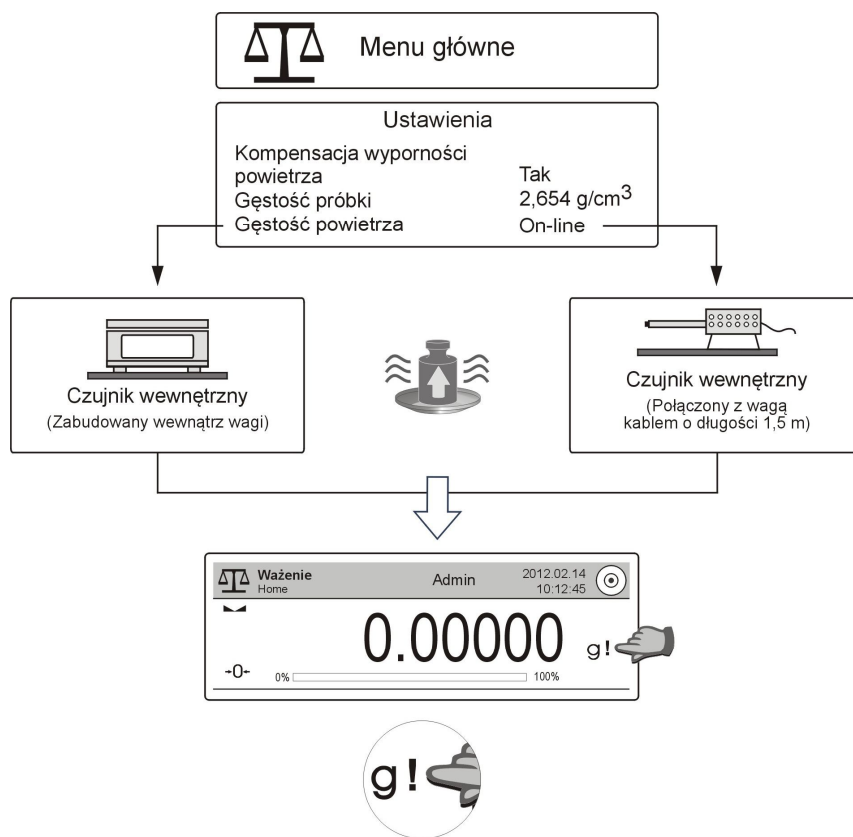 Menu główne
Ustawienia
Kompensacja wyporności
powietrza Tak
Gęstość próbki 2,654 g/cm³
Gęstość powietrza On-line
Czujnik wewnętrzny
(Zabudowany wewnątrz wagi)
Czujnik wewnętrzny
(Połączony z wagą
kablem o długości 1,5 m)
Ważenie Admin 2012.02.14
Home 10:12:45
0.00000 g!
→0←
0% 100%
g!